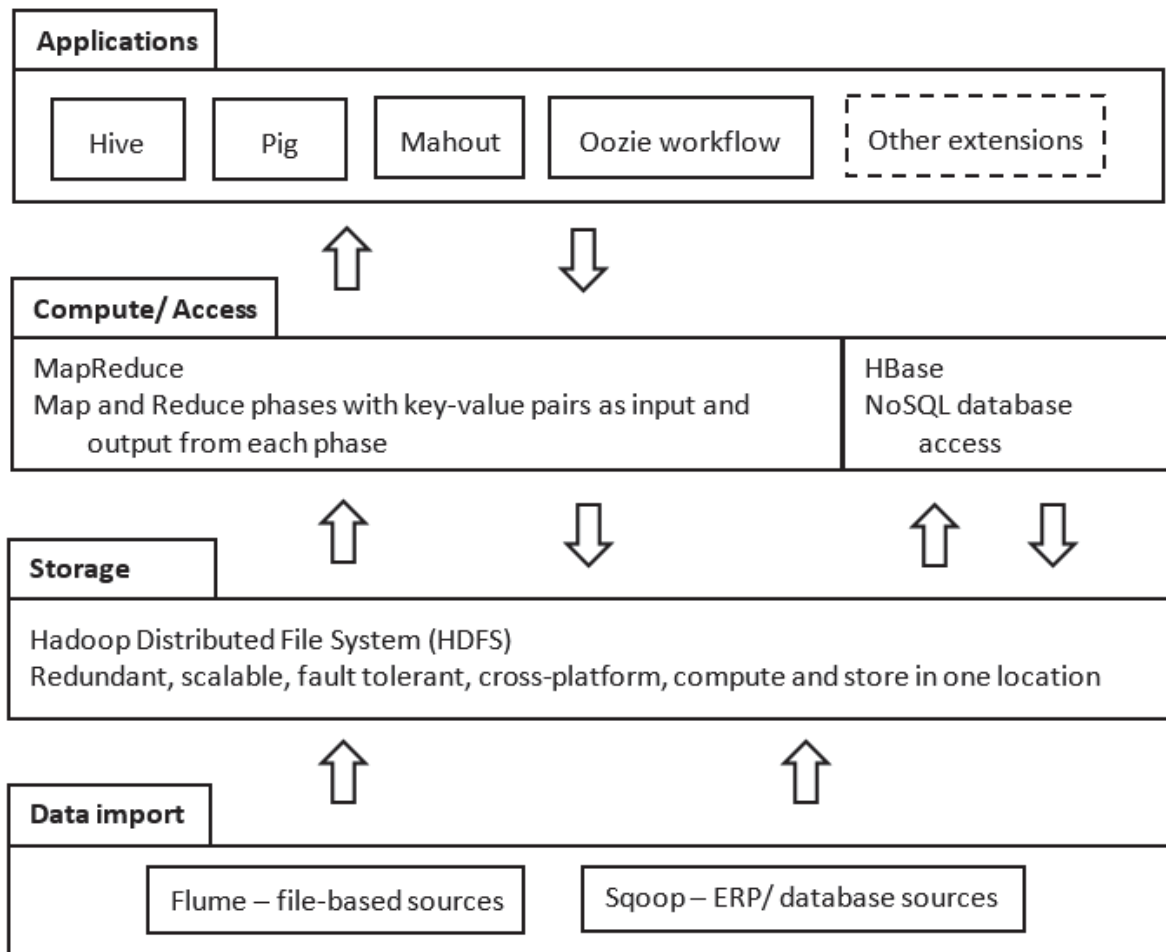 Applications
Hive
Pig
Mahout
Oozie workflow
Other extensions
Compute/ Access
MapReduce
Map and Reduce phases with key-value pairs as input and
output from each phase
HBase
NoSQL database
access
Storage
Hadoop Distributed File System (HDFS)
Redundant, scalable, fault tolerant, cross-platform, compute and store in one location
Data import
Flume – file-based sources
Sqoop – ERP/ database sources